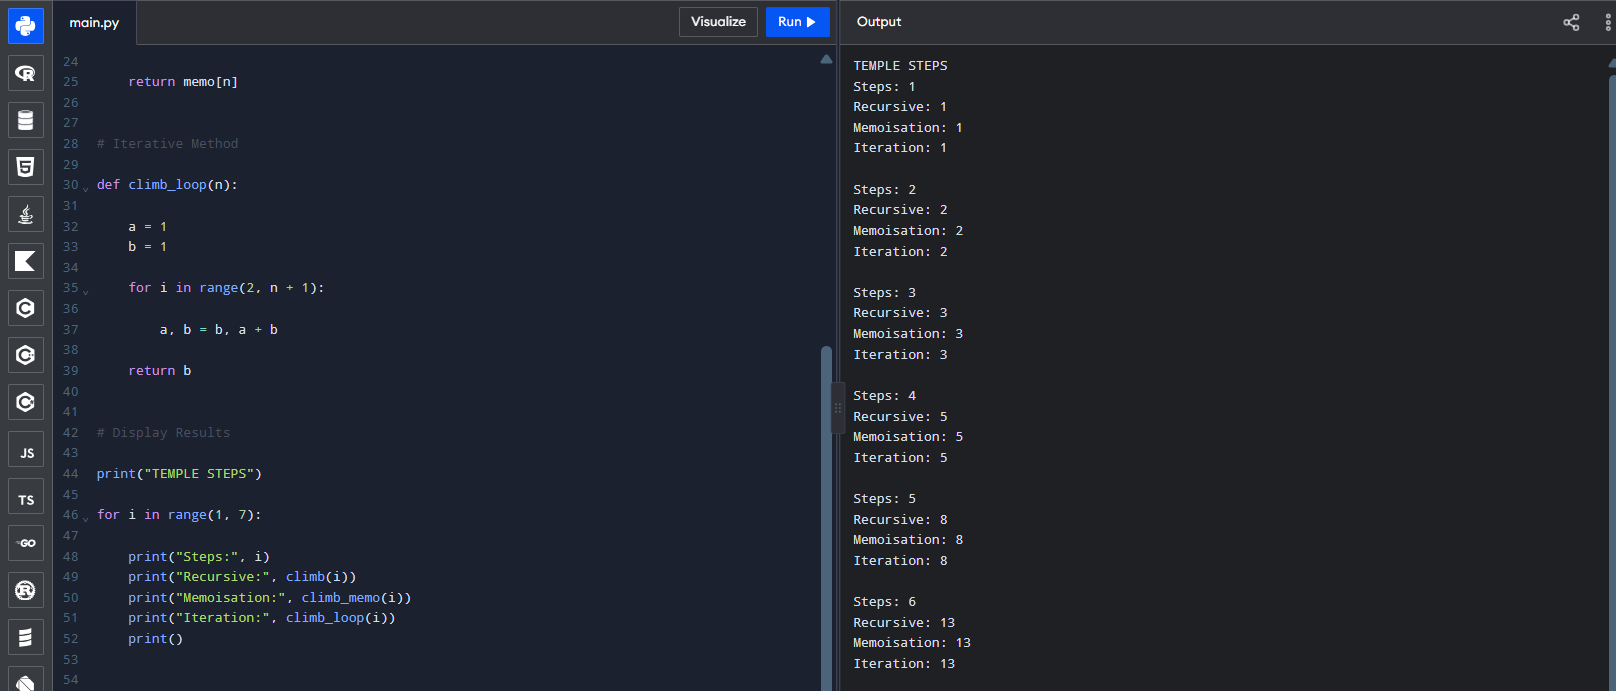 main.py
Visualize
Run
Output
JS
TS
GO
24
25     return memo[n]
26
27
28 # Iterative Method
29
30 def climb_loop(n):
31
32     a = 1
33     b = 1
34
35     for i in range(2, n + 1):
36
37         a, b = b, a + b
38
39     return b
40
41
42 # Display Results
43
44 print("TEMPLE STEPS")
45
46 for i in range(1, 7):
47
48     print("Steps:", i)
49     print("Recursive:", climb(i))
50     print("Memoisation:", climb_memo(i))
51     print("Iteration:", climb_loop(i))
52     print()
53
54
TEMPLE STEPS
Steps: 1
Recursive: 1
Memoisation: 1
Iteration: 1

Steps: 2
Recursive: 2
Memoisation: 2
Iteration: 2

Steps: 3
Recursive: 3
Memoisation: 3
Iteration: 3

Steps: 4
Recursive: 5
Memoisation: 5
Iteration: 5

Steps: 5
Recursive: 8
Memoisation: 8
Iteration: 8

Steps: 6
Recursive: 13
Memoisation: 13
Iteration: 13